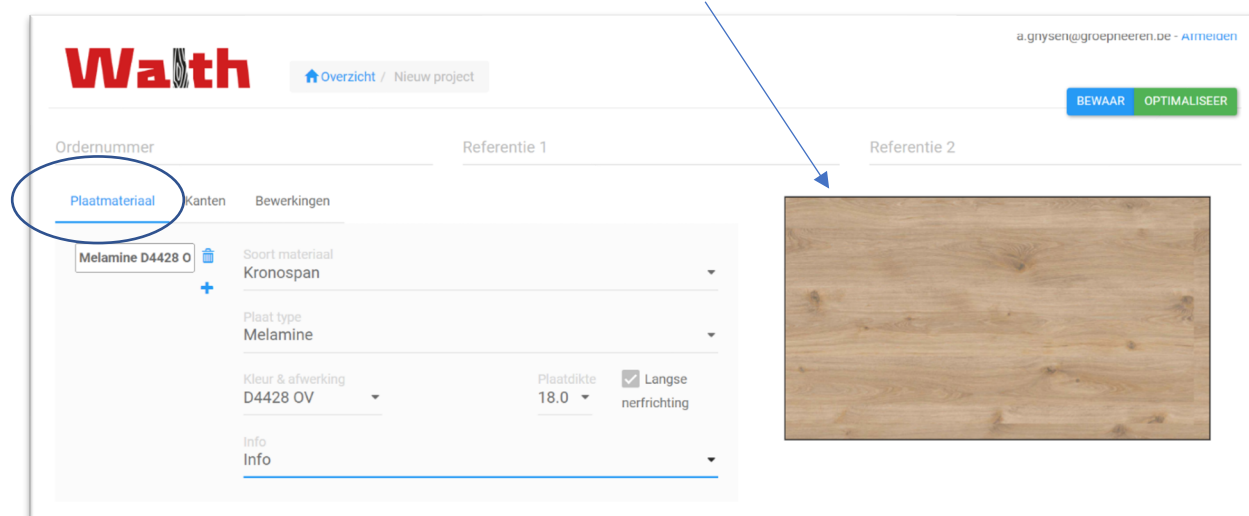 a.gnysen@groepheeren.be - Afmelden
Walth
Overzicht / Nieuw project
BEWAAR OPTIMALISEER
Ordernummer Referentie 1 Referentie 2
Plaatmateriaal Kanten Bewerkingen
Melamine D4428 O
Soort materiaal
Kronospan
Plaat type
Melamine
Kleur & afwerking Plaatdikte Langse
D4428 OV 18.0 nerfrichting
Info
Info